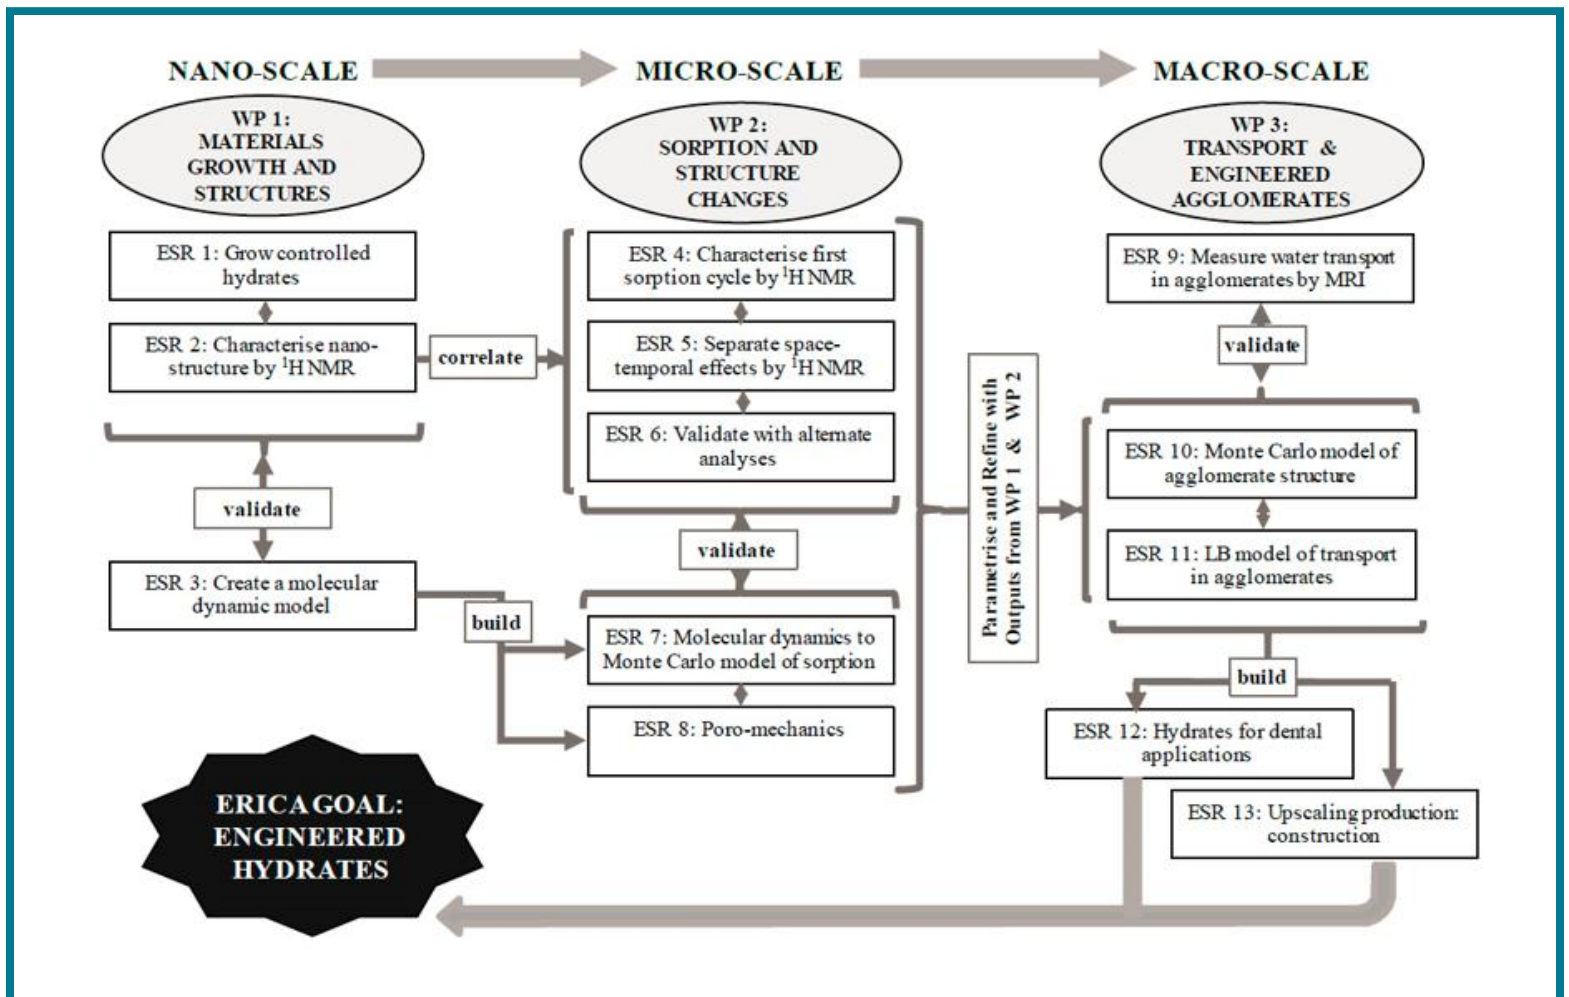 NANO-SCALE
MICRO-SCALE
MACRO-SCALE
WP 1:
MATERIALS
GROWTH AND
STRUCTURES
ESR 1: Grow controlled
hydrates
ESR 2: Characterise nano-
structure by ¹H NMR
correlate
validate
ESR 3: Create a molecular
dynamic model
build
WP 2:
SORPTION AND
STRUCTURE
CHANGES
ESR 4: Characterise first
sorption cycle by ¹H NMR
ESR 5: Separate space-
temporal effects by ¹H NMR
ESR 6: Validate with alternate
analyses
validate
ESR 7: Molecular dynamics to
Monte Carlo model of sorption
ESR 8: Poro-mechanics
Parametrise and Refine with
Outputs from WP 1 & WP 2
WP 3:
TRANSPORT &
ENGINEERED
AGGLOMERATES
ESR 9: Measure water transport
in agglomerates by MRI
validate
ESR 10: Monte Carlo model of
agglomerate structure
ESR 11: LB model of transport
in agglomerates
build
ESR 12: Hydrates for dental
applications
ESR 13: Upscaling production:
construction
ERICA GOAL:
ENGINEERED
HYDRATES